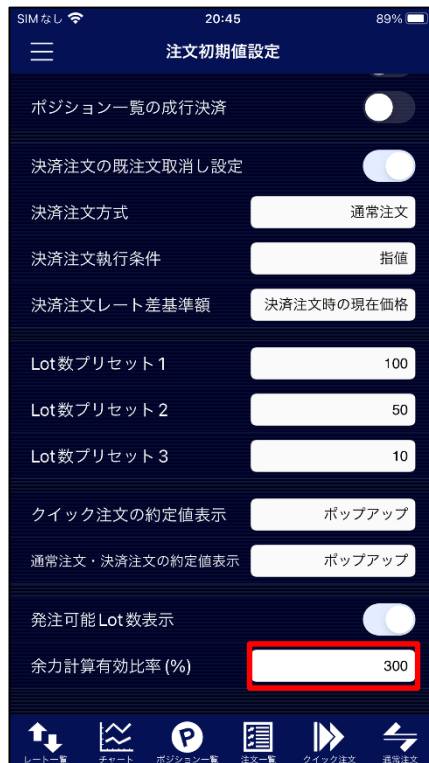 SIMなし 20:45 89%
注文初期値設定
ポジション一覧の成行決済
決済注文の既注文取消し設定
決済注文方式 通常注文
決済注文執行条件 指値
決済注文レート差基準額 決済注文時の現在価格
Lot数プリセット1 100
Lot数プリセット2 50
Lot数プリセット3 10
クイック注文の約定値表示 ポップアップ
通常注文・決済注文の約定値表示 ポップアップ
発注可能Lot数表示
余力計算有効比率(%) 300
P
レート一覧 チャート ポジション一覧 注文一覧 クイック注文 通常注文